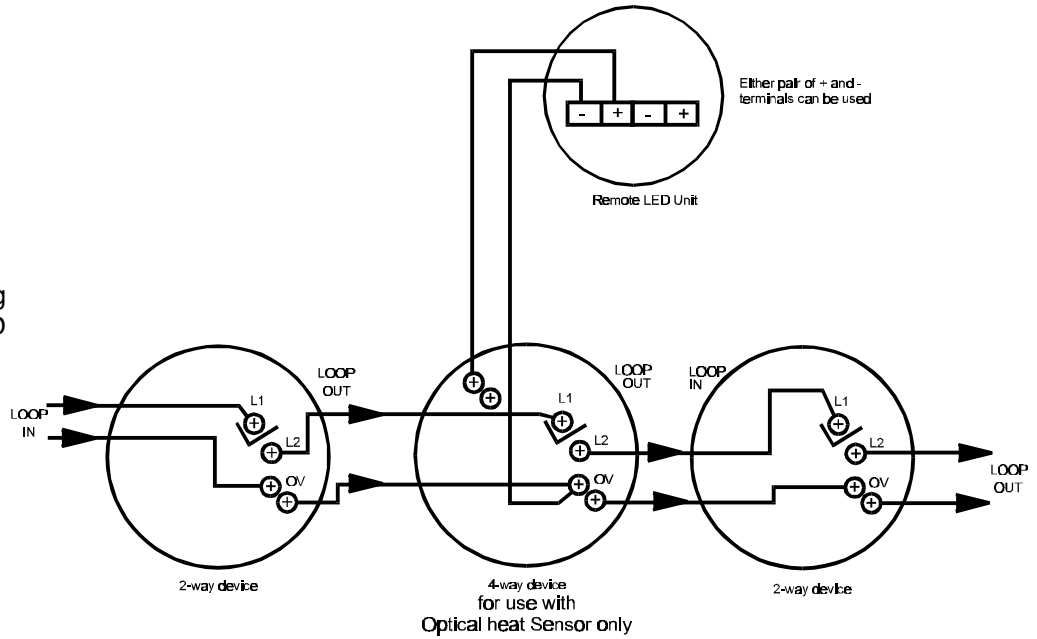 Either pair of + and -
terminals can be used
- + - +
Remote LED Unit
g
LOOP
IN
L1
L2
OV
LOOP
OUT
L1
L2
OV
LOOP
OUT
LOOP
IN
L1
L2
OV
LOOP
OUT
2-way device
4-way device
for use with
Optical heat Sensor only
2-way device